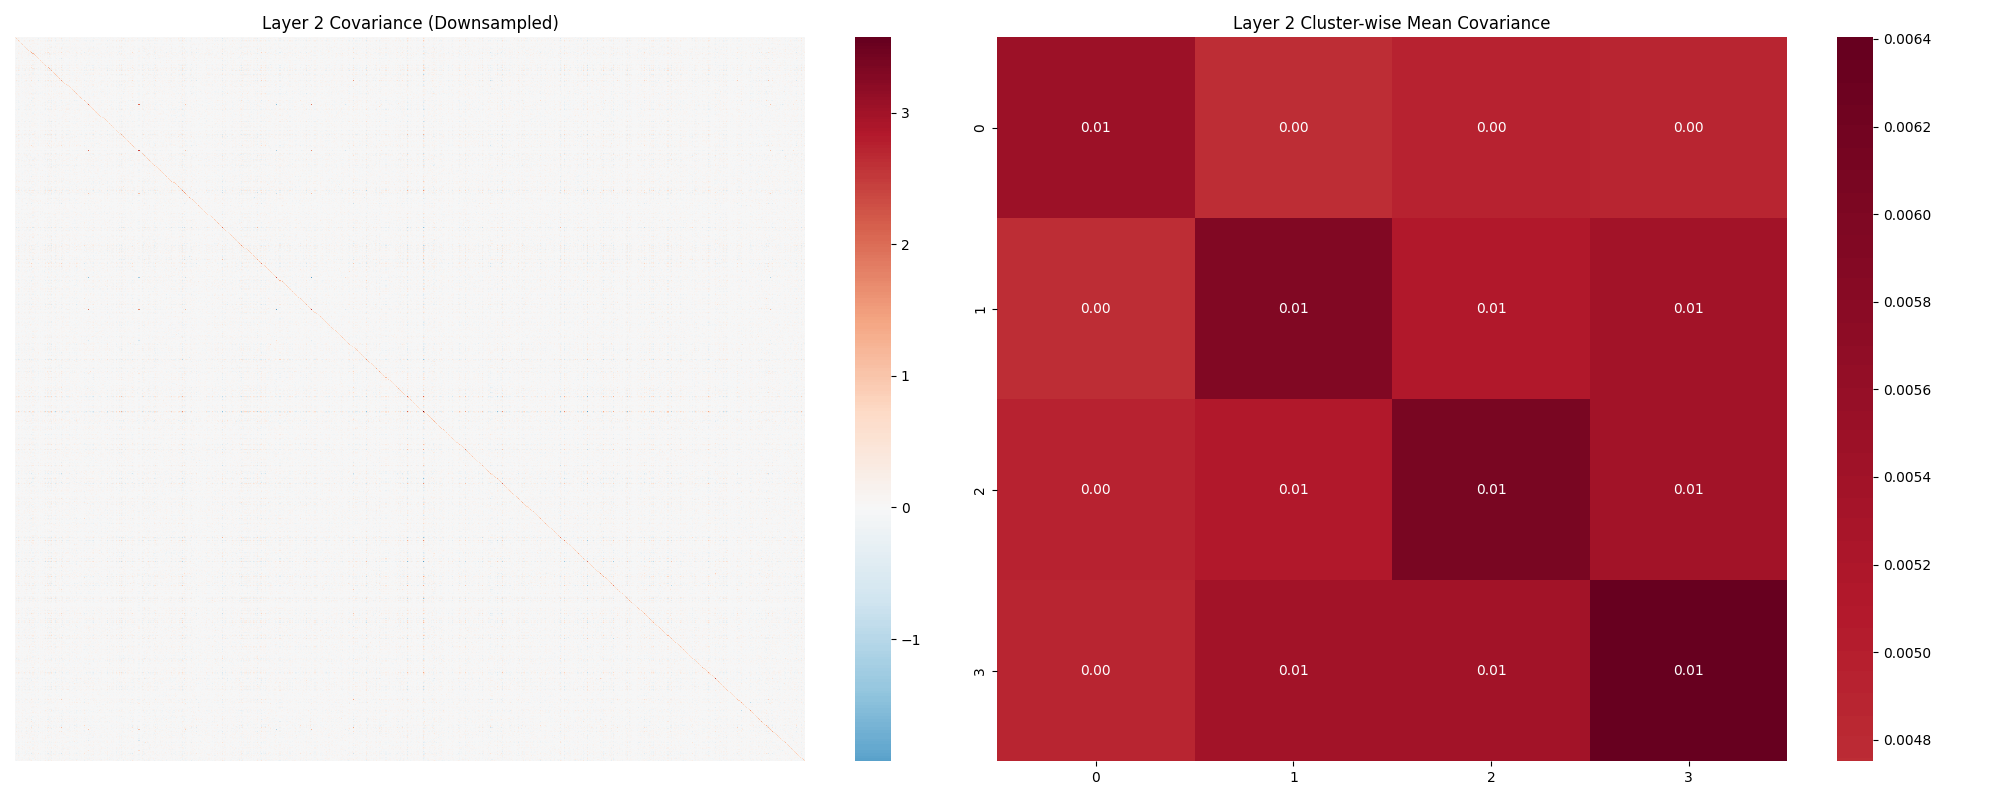 Layer 2 Covariance (Downsampled)
3
2
1
0
−1
Layer 2 Cluster-wise Mean Covariance
0 0.01 0.00 0.00 0.00
1 0.00 0.01 0.01 0.01
2 0.00 0.01 0.01 0.01
3 0.00 0.01 0.01 0.01
0 1 2 3
0.0064
0.0062
0.0060
0.0058
0.0056
0.0054
0.0052
0.0050
0.0048